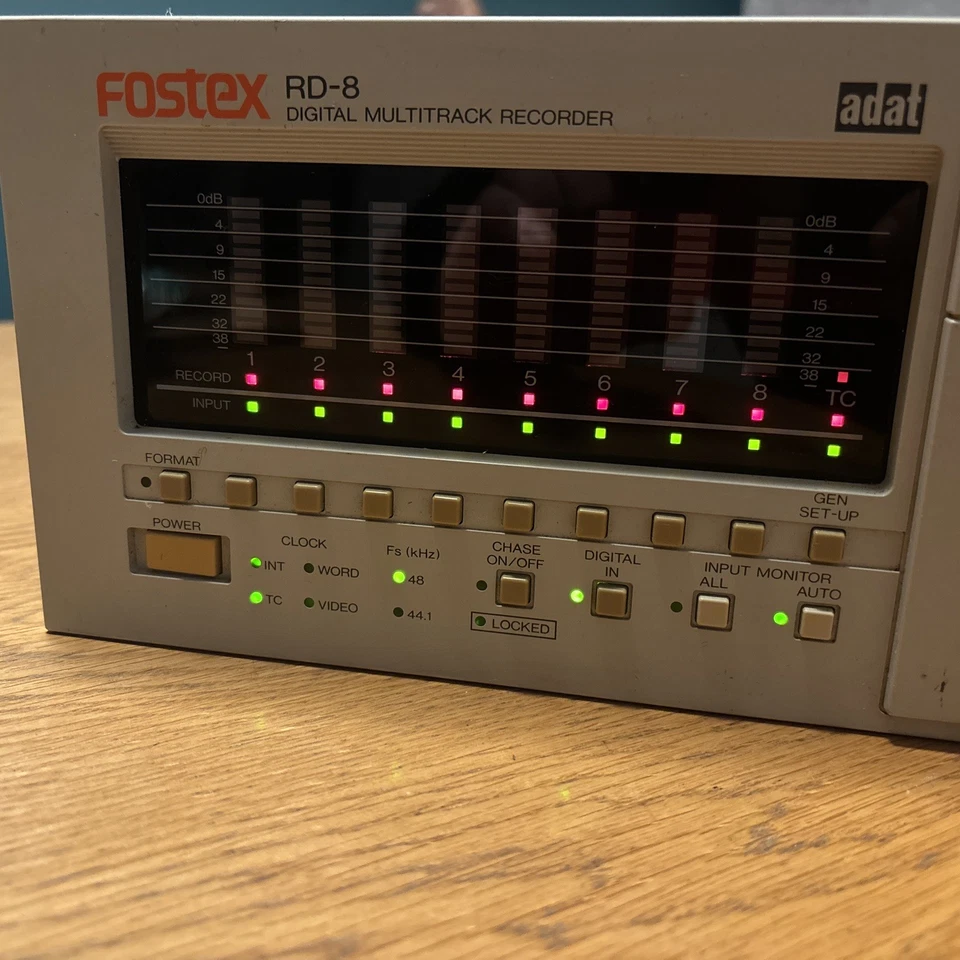 FOSTEX RD-8
DIGITAL MULTITRACK RECORDER
adat
0dB 0dB
4 4
9 9
15 15
22 22
32 32
38 38
1 2 3 4 5 6 7 8 TC
RECORD
INPUT
FORMAT
GEN
SET-UP
POWER
CLOCK
INT WORD
TC VIDEO
Fs (kHz)
48
44.1
CHASE
ON/OFF
LOCKED
DIGITAL
IN
INPUT MONITOR
ALL AUTO